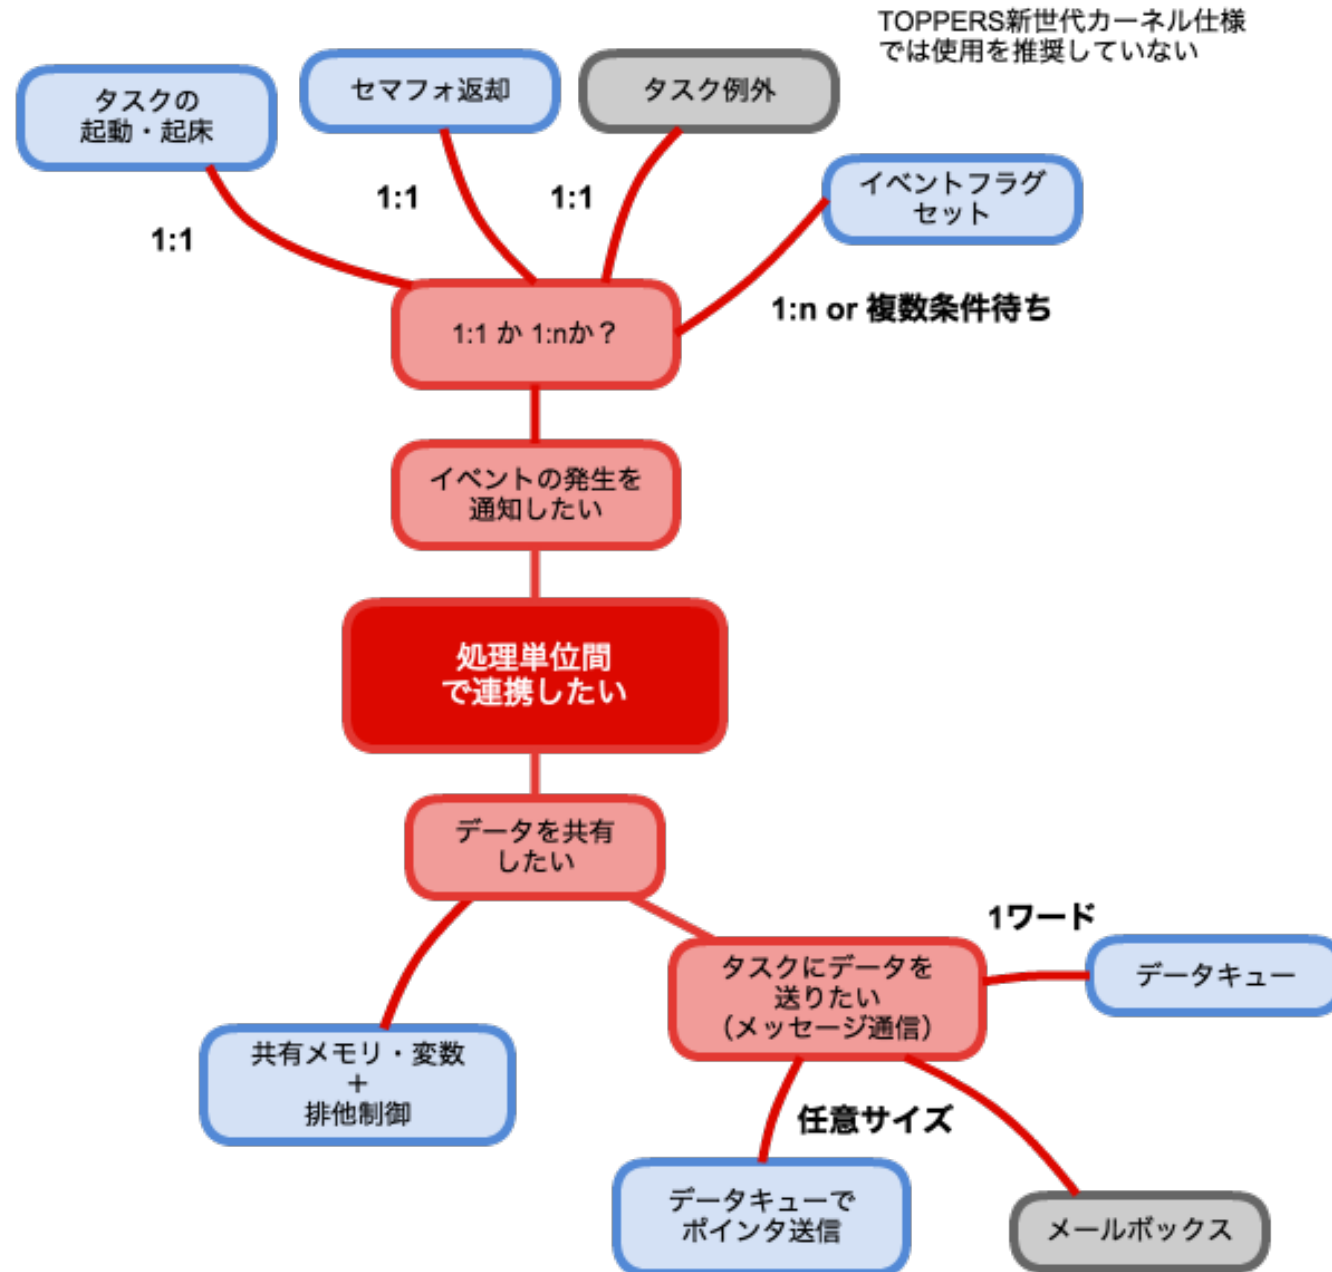 TOPPERS新世代カーネル仕様
では使用を推奨していない
タスクの
起動・起床
セマフォ返却
タスク例外
イベントフラグ
セット
1:1
1:1
1:1
1:n or 複数条件待ち
1:1 か 1:nか？
イベントの発生を
通知したい
処理単位間
で連携したい
データを共有
したい
1ワード
タスクにデータを
送りたい
（メッセージ通信）
データキュー
共有メモリ・変数
＋
排他制御
任意サイズ
データキューで
ポインタ送信
メールボックス